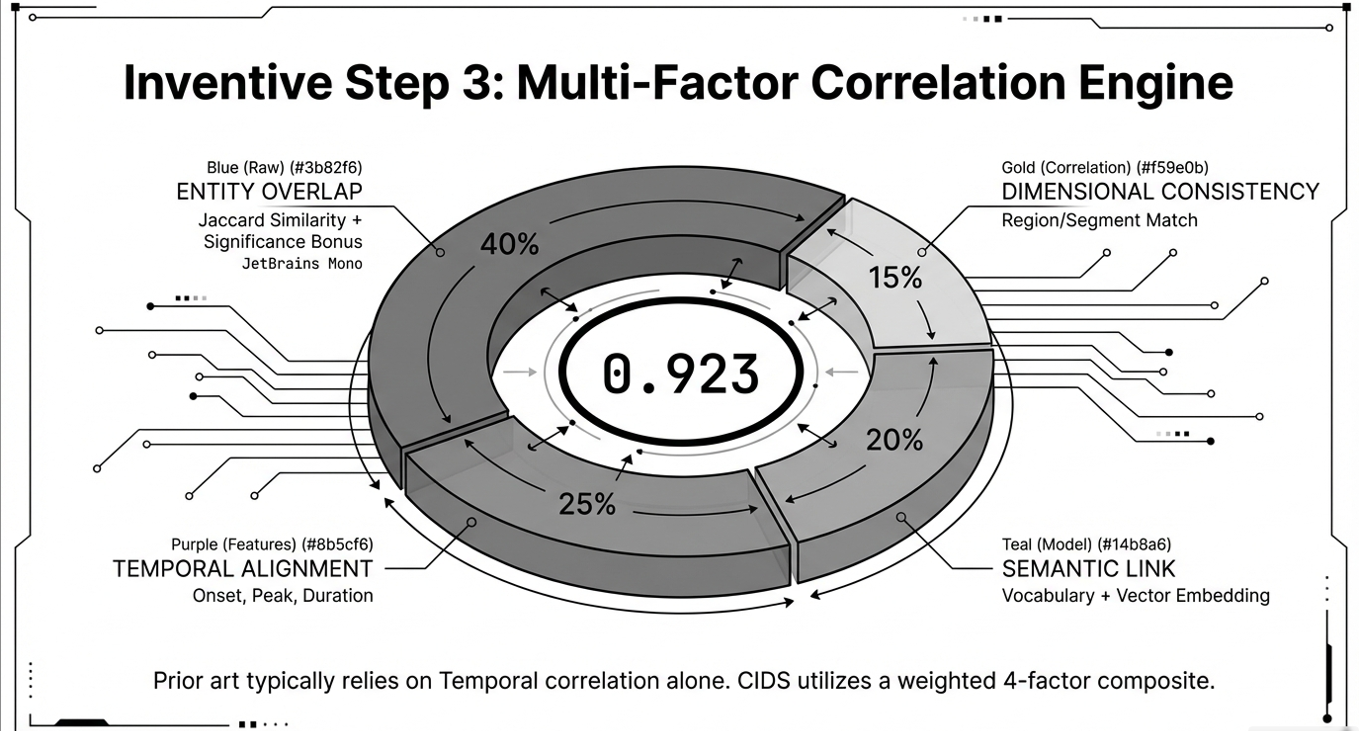 Inventive Step 3: Multi-Factor Correlation Engine
Blue (Raw) (#3b82f6)
ENTITY OVERLAP
Jaccard Similarity +
Significance Bonus
JetBrains Mono
Gold (Correlation) (#f59e0b)
DIMENSIONAL CONSISTENCY
Region/Segment Match
40%
15%
0.923
20%
25%
Purple (Features) (#8b5cf6)
TEMPORAL ALIGNMENT
Onset, Peak, Duration
Teal (Model) (#14b8a6)
SEMANTIC LINK
Vocabulary + Vector Embedding
Prior art typically relies on Temporal correlation alone. CIDS utilizes a weighted 4-factor composite.